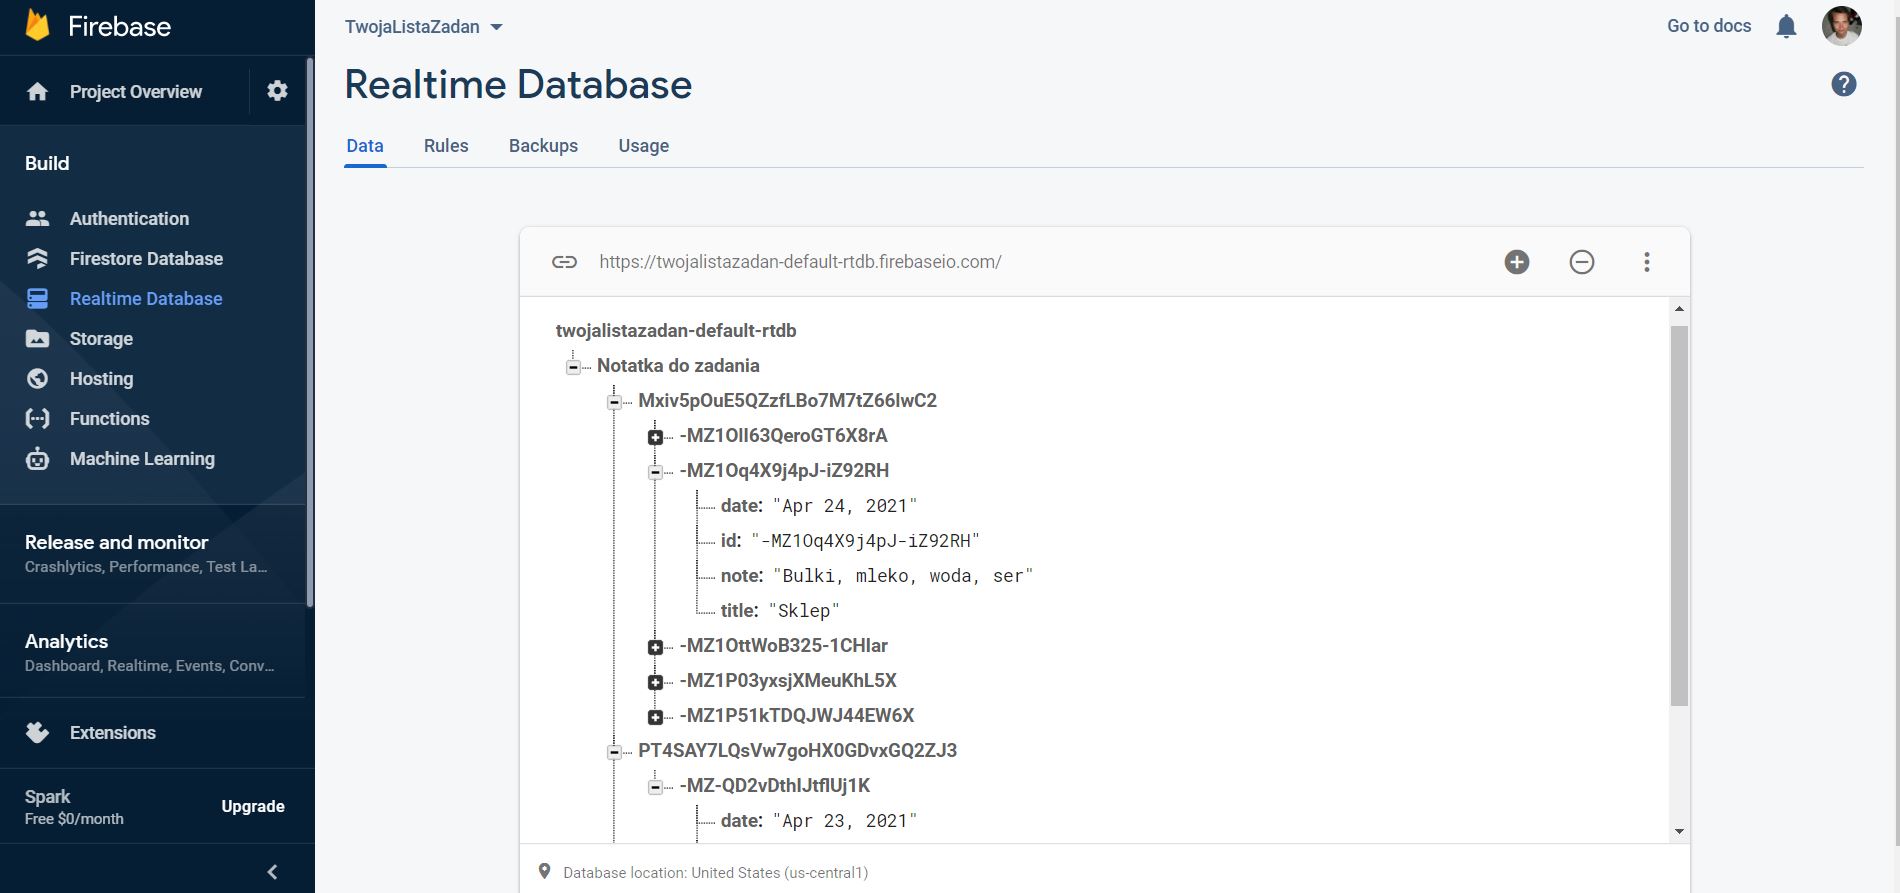 Firebase
TwojaListaZadan
Go to docs
Project Overview
Realtime Database
?
Data Rules Backups Usage
Build
Authentication
Firestore Database
Realtime Database
Storage
Hosting
Functions
Machine Learning
Release and monitor
Crashlytics, Performance, Test La...
Analytics
Dashboard, Realtime, Events, Conv...
Extensions
Spark
Free $0/month
Upgrade
https://twojalistazadan-default-rtdb.firebaseio.com/
twojalistazadan-default-rtdb
Notatka do zadania
Mxiv5pOuE5QZzfLBo7M7tZ66lwC2
-MZ1Oll63QeroGT6X8rA
-MZ1Oq4X9j4pJ-iZ92RH
date: "Apr 24, 2021"
id: "-MZ1Oq4X9j4pJ-iZ92RH"
note: "Bulki, mleko, woda, ser"
title: "Sklep"
-MZ1OttWoB325-1CHlar
-MZ1P03yxsjXMeuKhL5X
-MZ1P51kTDQJWJ44EW6X
PT4SAY7LQsVw7goHX0GDvxGQ2ZJ3
-MZ-QD2vDthlJtflUj1K
date: "Apr 23, 2021"
Database location: United States (us-central1)